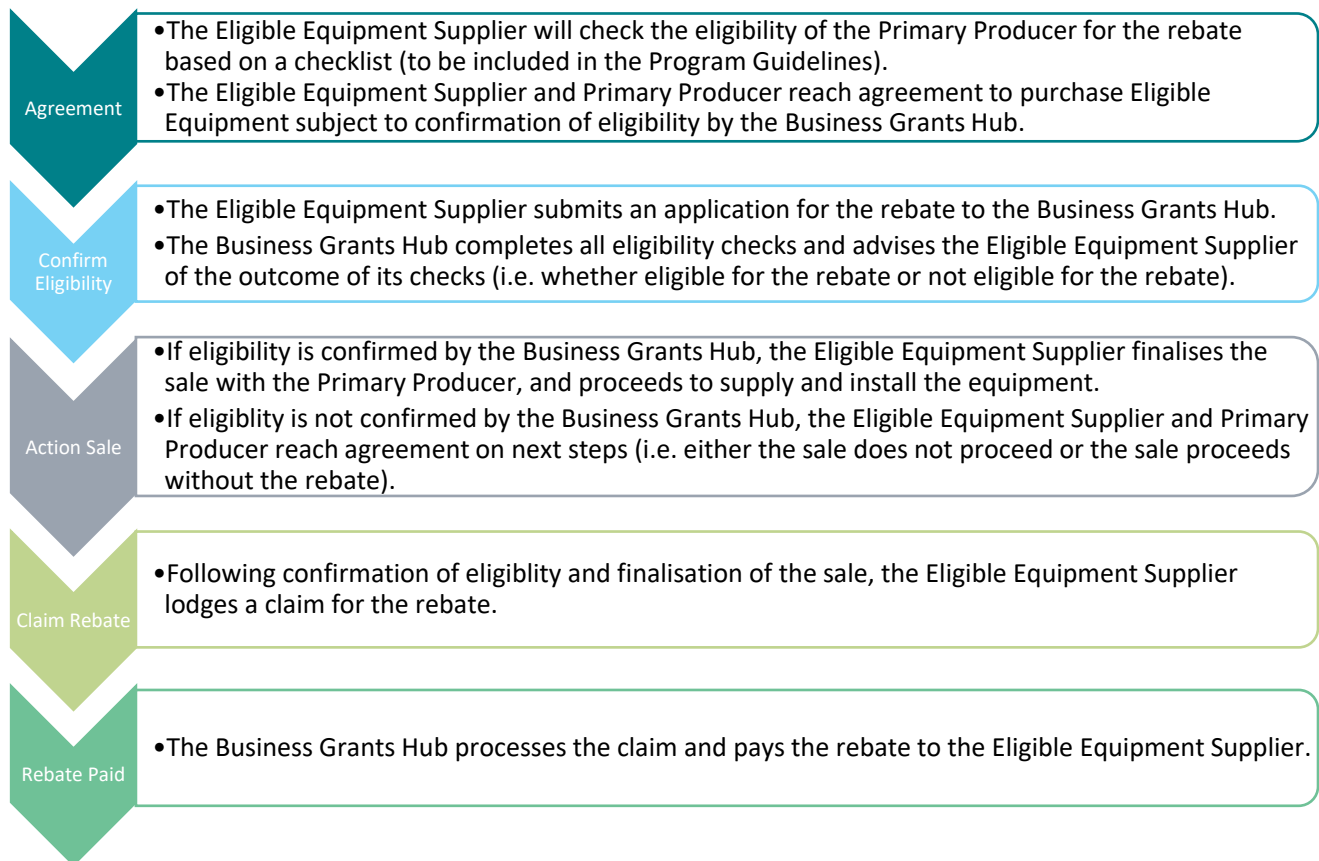 Agreement
•The Eligible Equipment Supplier will check the eligibility of the Primary Producer for the rebate
based on a checklist (to be included in the Program Guidelines).
•The Eligible Equipment Supplier and Primary Producer reach agreement to purchase Eligible
Equipment subject to confirmation of eligibility by the Business Grants Hub.
Confirm
Eligibility
•The Eligible Equipment Supplier submits an application for the rebate to the Business Grants Hub.
•The Business Grants Hub completes all eligibility checks and advises the Eligible Equipment Supplier
of the outcome of its checks (i.e. whether eligible for the rebate or not eligible for the rebate).
Action Sale
•If eligibility is confirmed by the Business Grants Hub, the Eligible Equipment Supplier finalises the
sale with the Primary Producer, and proceeds to supply and install the equipment.
•If eligiblity is not confirmed by the Business Grants Hub, the Eligible Equipment Supplier and Primary
Producer reach agreement on next steps (i.e. either the sale does not proceed or the sale proceeds
without the rebate).
Claim Rebate
•Following confirmation of eligiblity and finalisation of the sale, the Eligible Equipment Supplier
lodges a claim for the rebate.
Rebate Paid
•The Business Grants Hub processes the claim and pays the rebate to the Eligible Equipment Supplier.